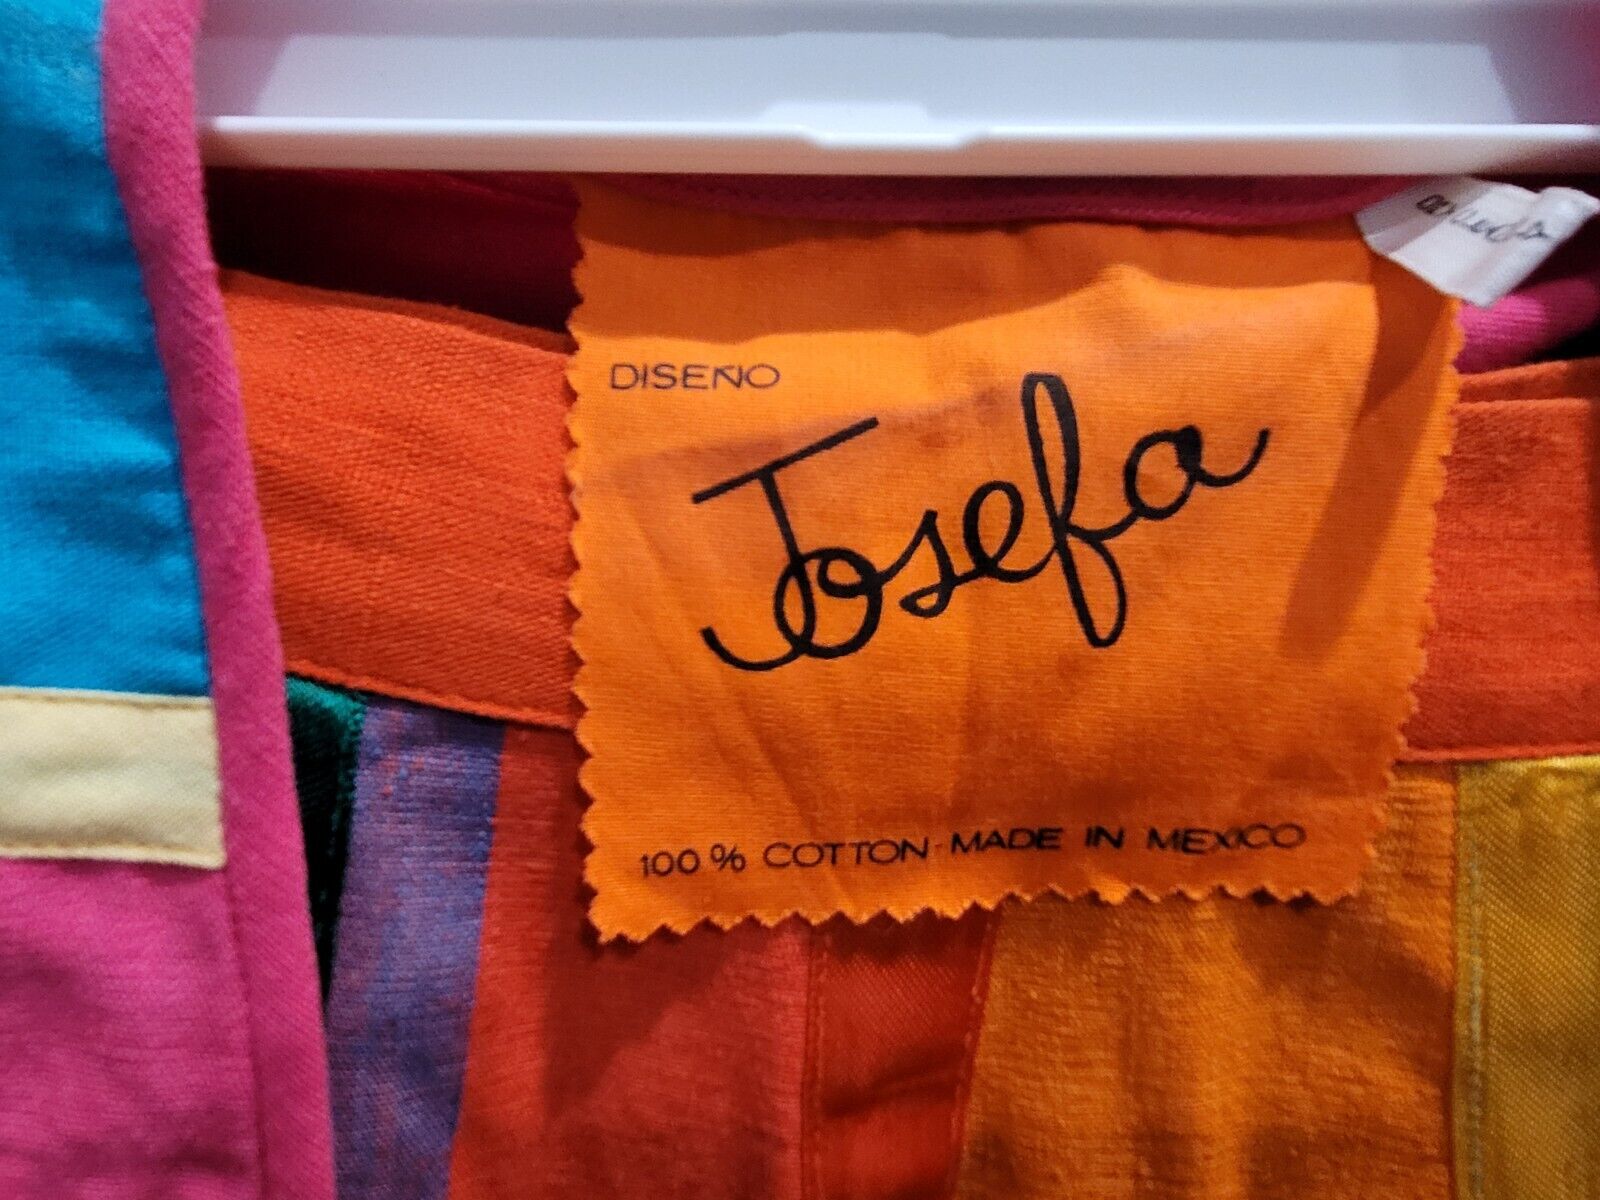 DISEÑO
Josefa
100% COTTON · MADE IN MEXICO